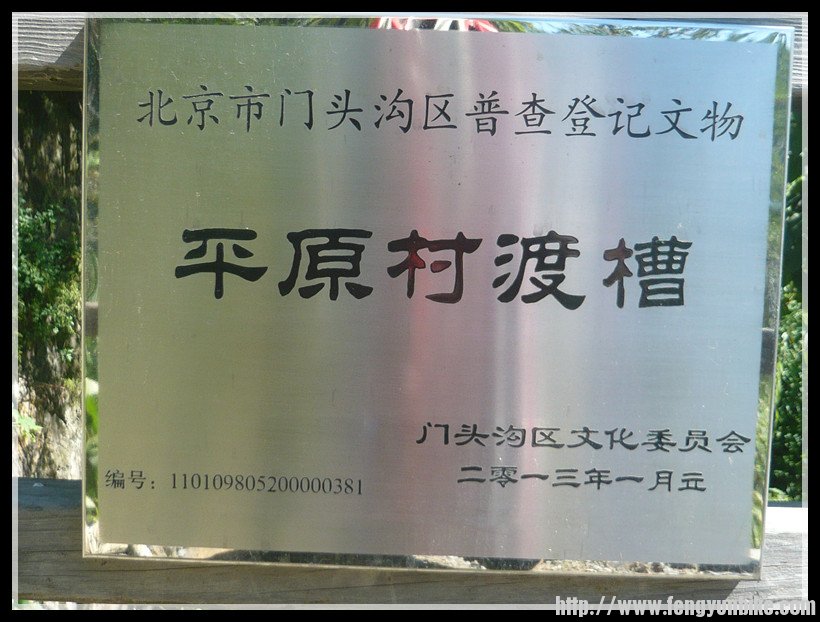 北京市门头沟区普查登记文物
平原村渡槽
门头沟区文化委员会
编号：110109805200000381
二零一三年一月立
http://www.fengyunbike.com